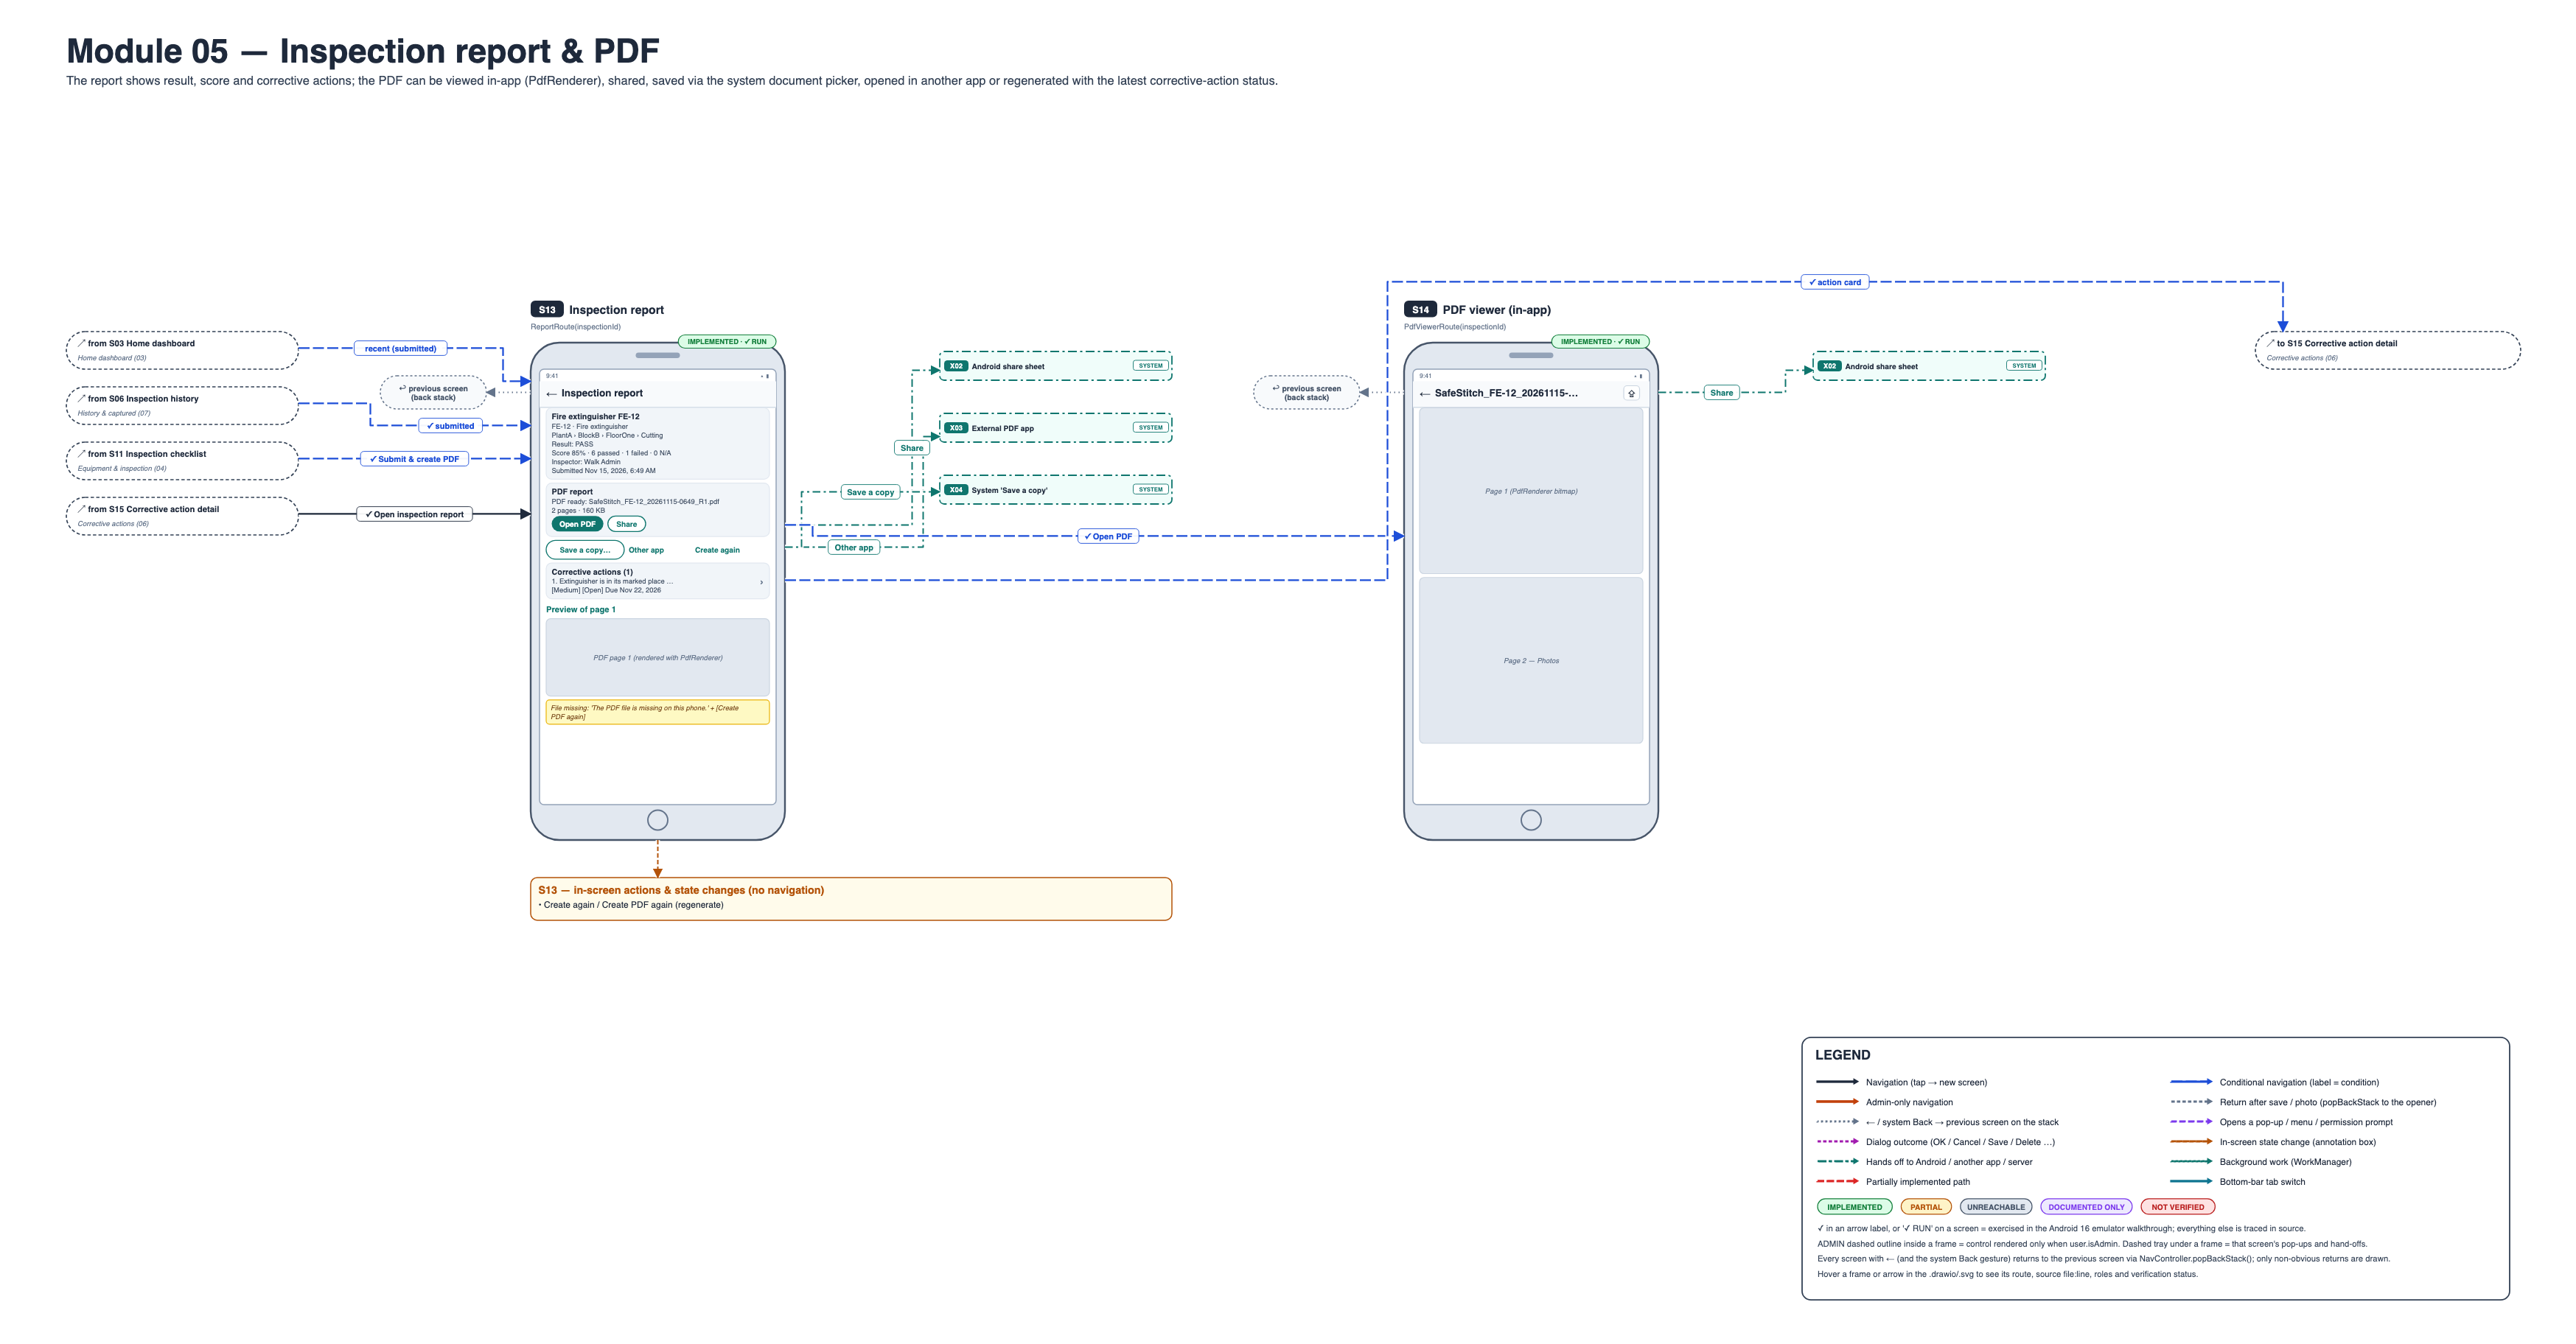 Module 05 — Inspection report & PDF
The report shows result, score and corrective actions; the PDF can be viewed in-app (PdfRenderer), shared, saved via the system document picker, opened in another app or regenerated with the latest corrective-action status.
from S03 Home dashboard
Home dashboard (03)
from S06 Inspection history
History & captured (07)
from S11 Inspection checklist
Equipment & inspection (04)
from S15 Corrective action detail
Corrective actions (06)
recent (submitted)
✓ submitted
✓ Submit & create PDF
✓ Open inspection report
↩ previous screen
(back stack)
S13 Inspection report
ReportRoute(inspectionId)
IMPLEMENTED · ✓ RUN
9:41
← Inspection report
Fire extinguisher FE-12
FE-12 · Fire extinguisher
PlantA › BlockB › FloorOne › Cutting
Result: PASS
Score 85% · 6 passed · 1 failed · 0 N/A
Inspector: Walk Admin
Submitted Nov 15, 2026, 6:49 AM
PDF report
PDF ready: SafeStitch_FE-12_20261115-0649_R1.pdf
2 pages · 160 KB
Open PDF Share
Save a copy… Other app Create again
Corrective actions (1)
1. Extinguisher is in its marked place …
[Medium] [Open] Due Nov 22, 2026
›
Preview of page 1
PDF page 1 (rendered with PdfRenderer)
File missing: 'The PDF file is missing on this phone.' + [Create
PDF again]
S13 — in-screen actions & state changes (no navigation)
• Create again / Create PDF again (regenerate)
X02 Android share sheet SYSTEM
X03 External PDF app SYSTEM
X04 System 'Save a copy' SYSTEM
Share
Save a copy
Other app
✓ Open PDF
✓ action card
↩ previous screen
(back stack)
S14 PDF viewer (in-app)
PdfViewerRoute(inspectionId)
IMPLEMENTED · ✓ RUN
9:41
← SafeStitch_FE-12_20261115-…
Page 1 (PdfRenderer bitmap)
Page 2 — Photos
Share
X02 Android share sheet SYSTEM
to S15 Corrective action detail
Corrective actions (06)
LEGEND
Navigation (tap → new screen)
Conditional navigation (label = condition)
Admin-only navigation
Return after save / photo (popBackStack to the opener)
← / system Back → previous screen on the stack
Opens a pop-up / menu / permission prompt
Dialog outcome (OK / Cancel / Save / Delete …)
In-screen state change (annotation box)
Hands off to Android / another app / server
Background work (WorkManager)
Partially implemented path
Bottom-bar tab switch
IMPLEMENTED PARTIAL UNREACHABLE DOCUMENTED ONLY NOT VERIFIED
✓ in an arrow label, or '✓ RUN' on a screen = exercised in the Android 16 emulator walkthrough; everything else is traced in source.
ADMIN dashed outline inside a frame = control rendered only when user.isAdmin. Dashed tray under a frame = that screen's pop-ups and hand-offs.
Every screen with ← (and the system Back gesture) returns to the previous screen via NavController.popBackStack(); only non-obvious returns are drawn.
Hover a frame or arrow in the .drawio/.svg to see its route, source file:line, roles and verification status.